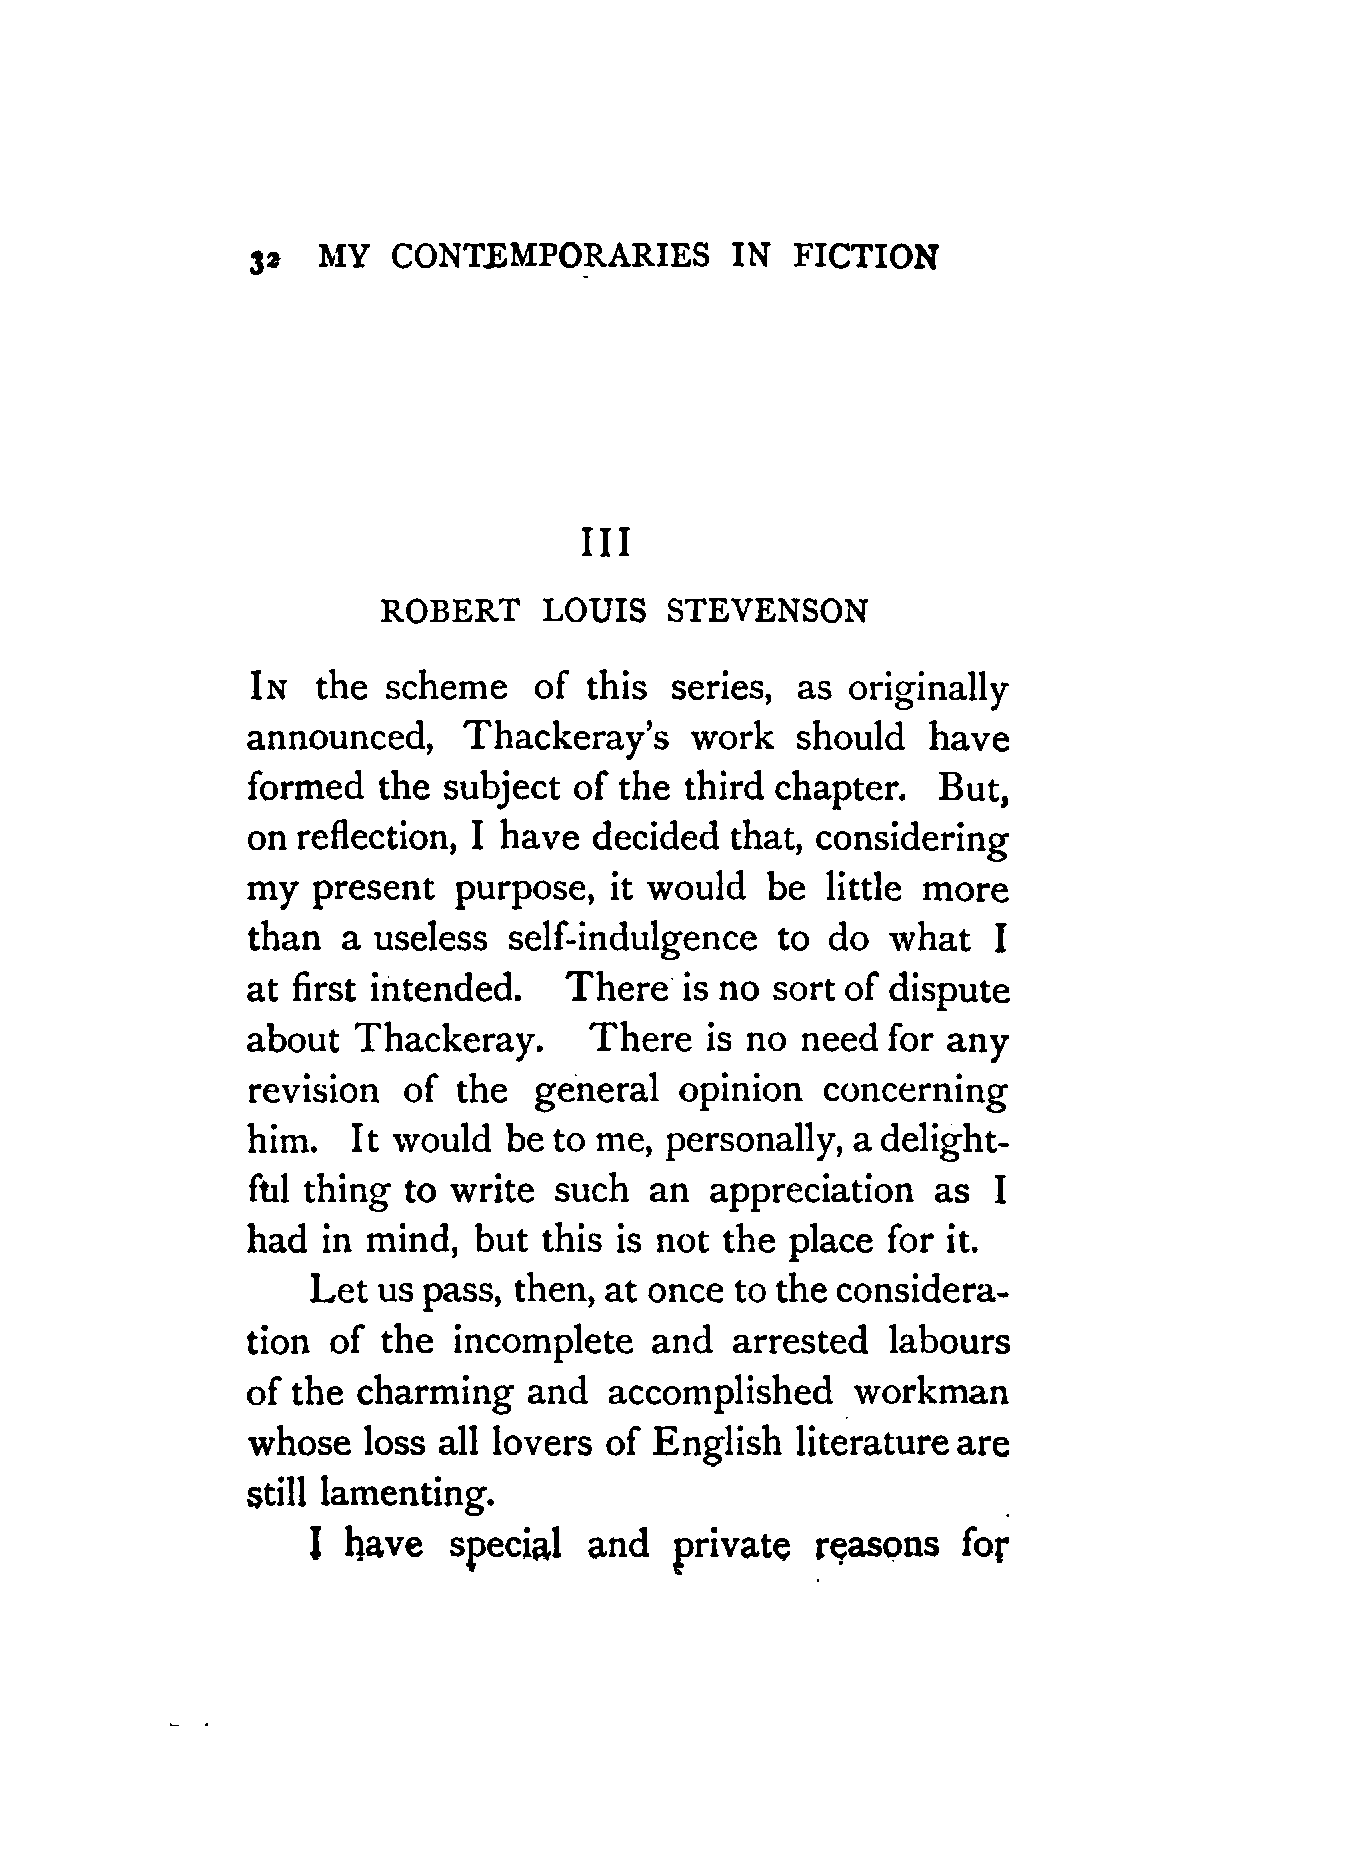 32 MY CONTEMPORARIES IN FICTION
III
ROBERT LOUIS STEVENSON
IN the scheme of this series, as originally
announced, Thackeray's work should have
formed the subject of the third chapter. But,
on reflection, I have decided that, considering
my present purpose, it would be little more
than a useless self-indulgence to do what I
at first intended. There is no sort of dispute
about Thackeray. There is no need for any
revision of the general opinion concerning
him. It would be to me, personally, a delight-
ful thing to write such an appreciation as I
had in mind, but this is not the place for it.
Let us pass, then, at once to the considera-
tion of the incomplete and arrested labours
of the charming and accomplished workman
whose loss all lovers of English literature are
still lamenting.
I have special and private reasons for